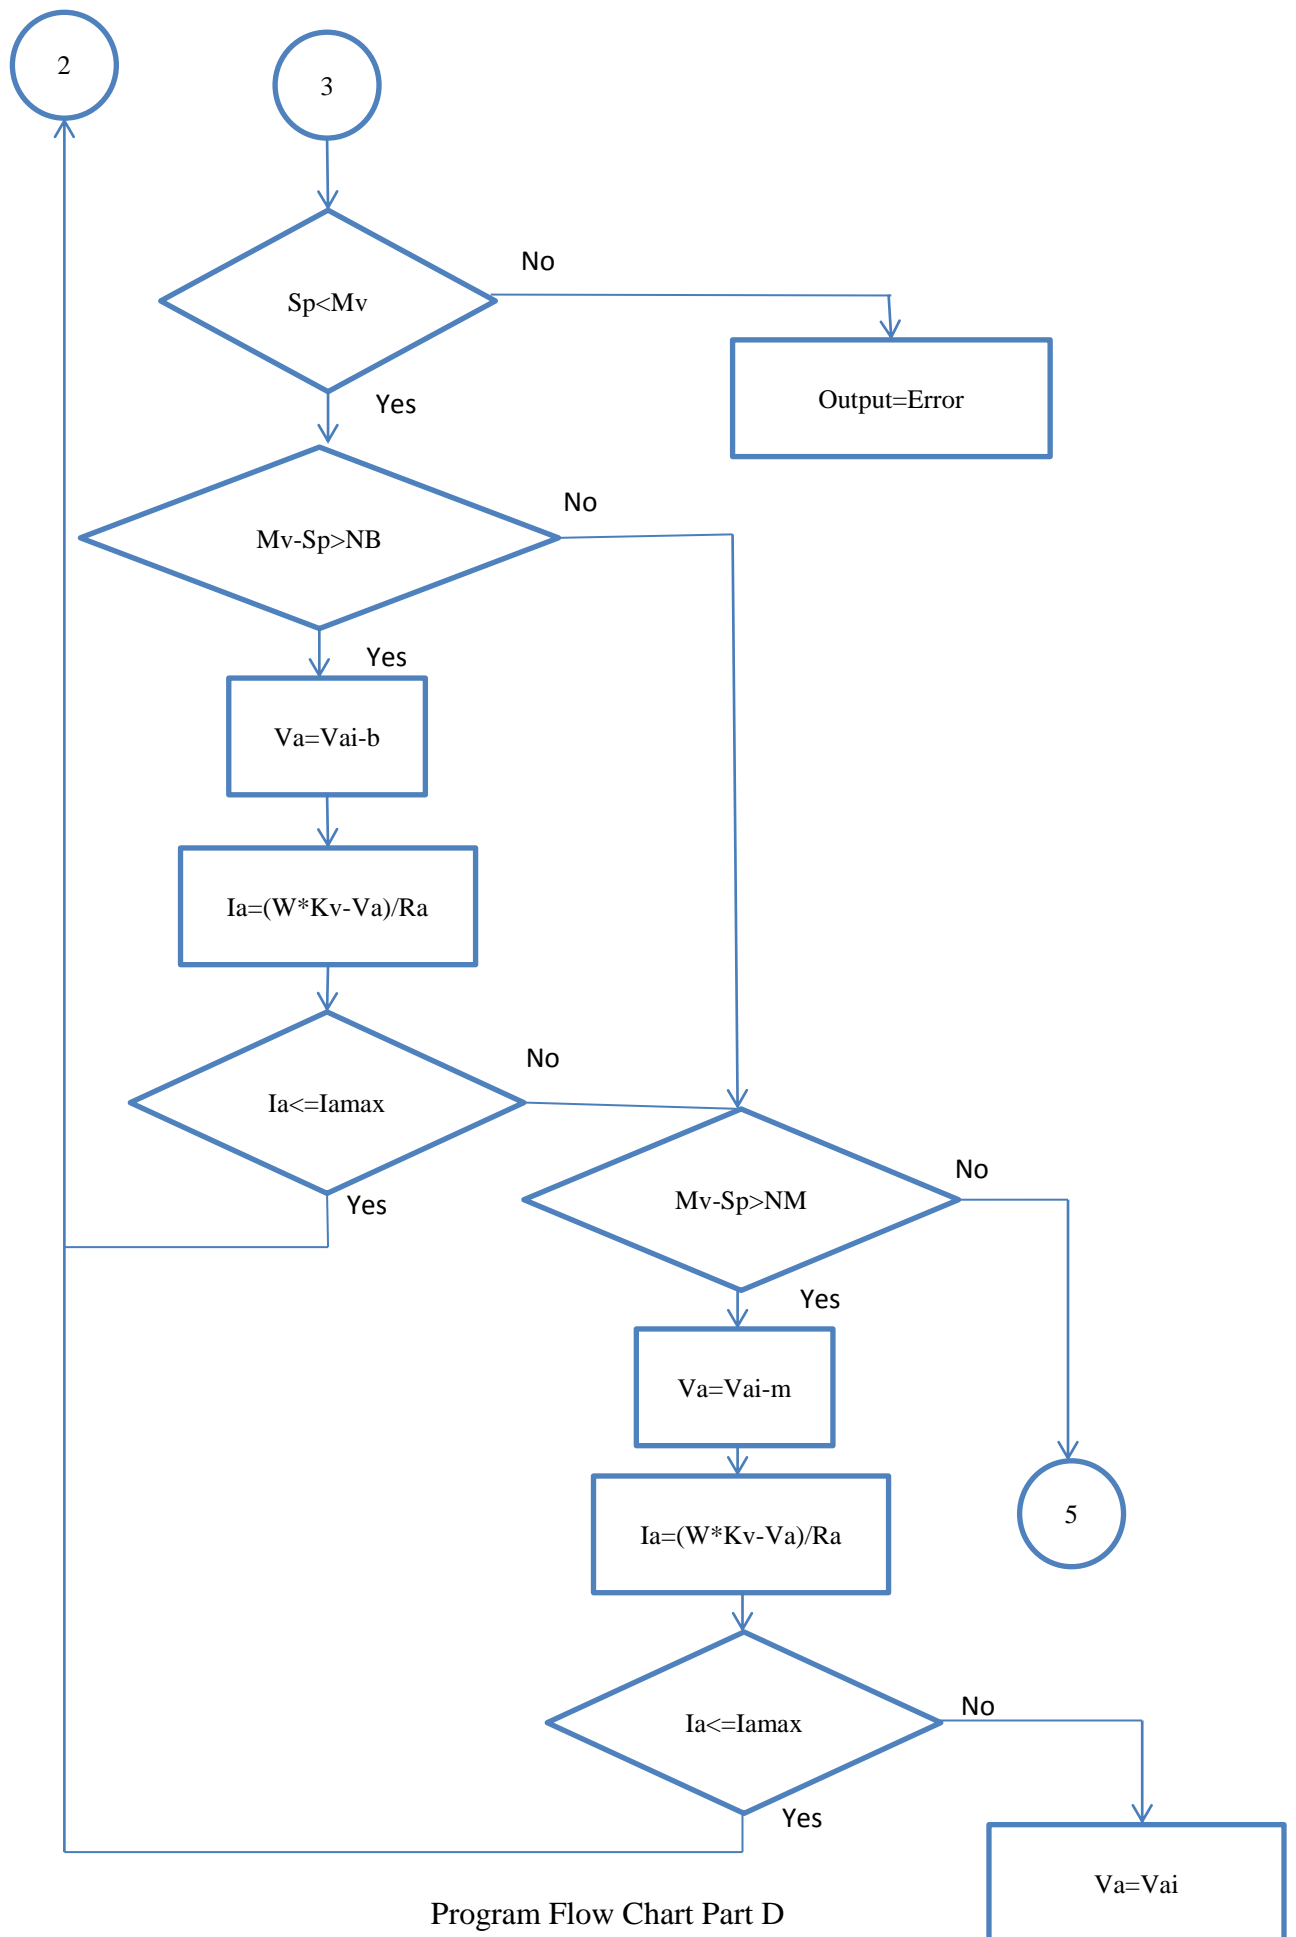 2
3
Sp<Mv
No
Output=Error
Yes
Mv-Sp>NB
No
Yes
Va=Vai-b
Ia=(W*Kv-Va)/Ra
Ia<=Iamax
No
Yes
Mv-Sp>NM
No
Yes
Va=Vai-m
5
Ia=(W*Kv-Va)/Ra
Ia<=Iamax
No
Yes
Va=Vai
Program Flow Chart Part D